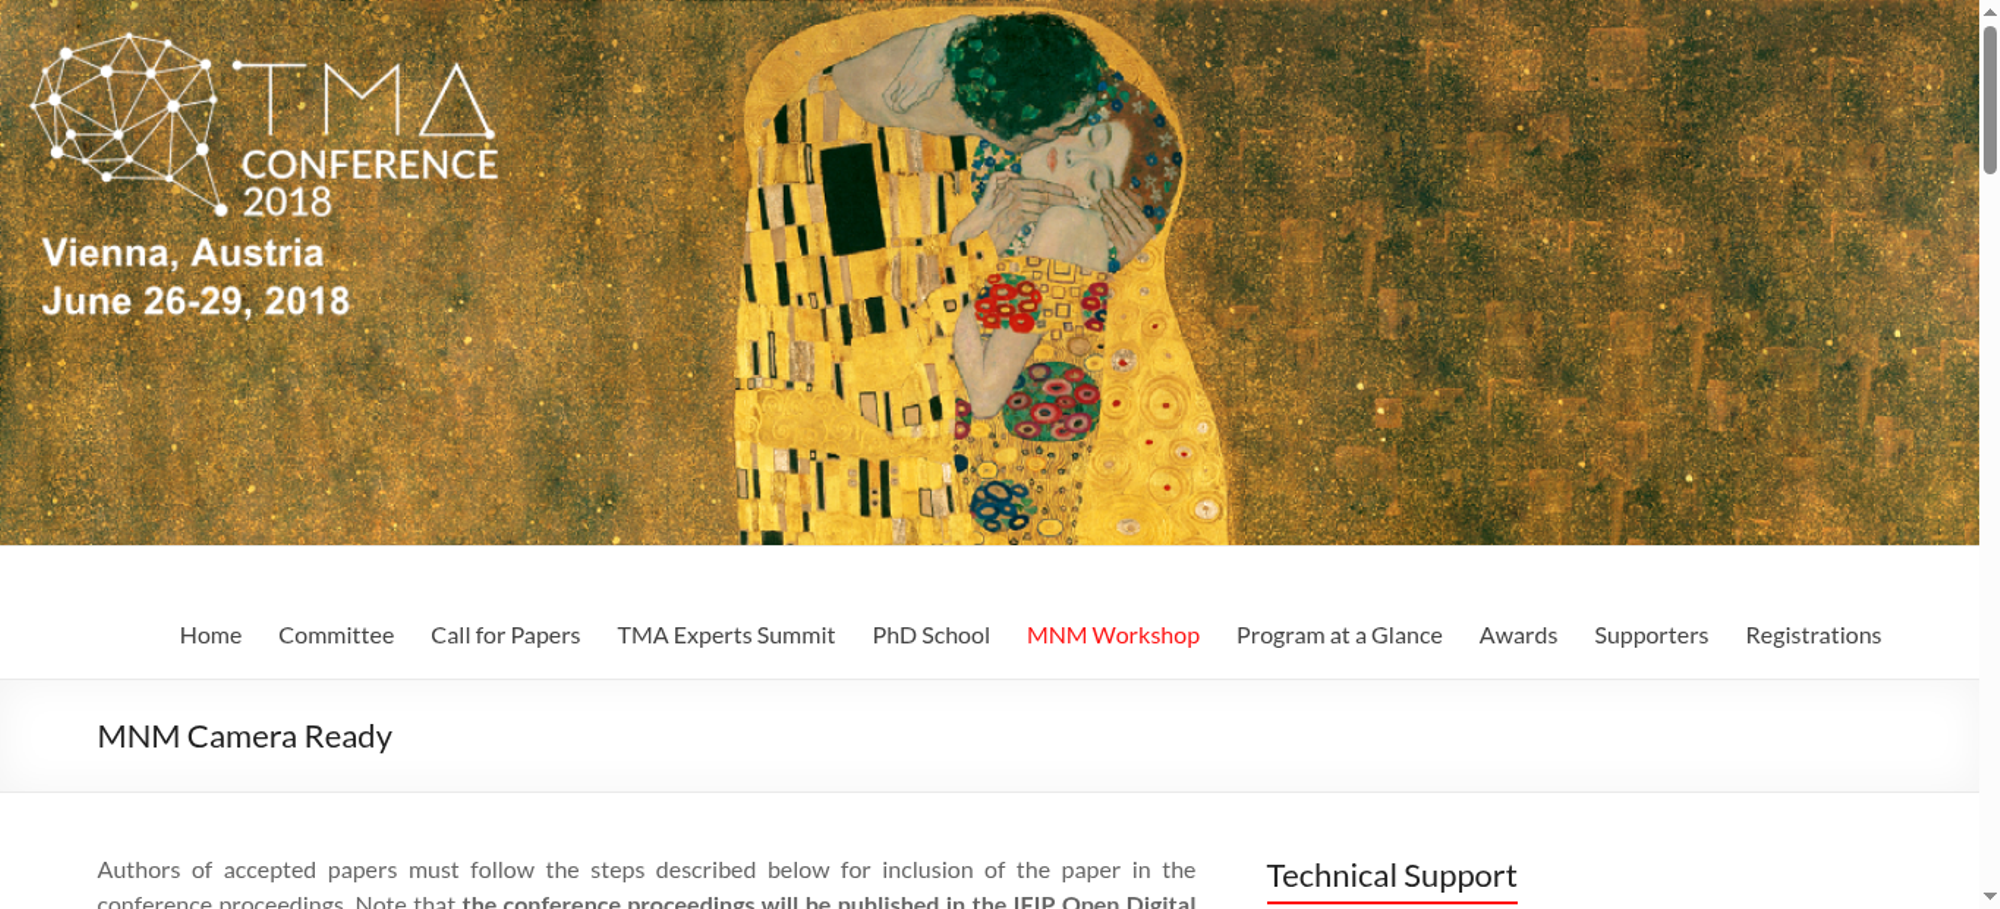 TMA
CONFERENCE
2018
Vienna, Austria
June 26-29, 2018
Home Committee Call for Papers TMA Experts Summit PhD School MNM Workshop Program at a Glance Awards Supporters Registrations
MNM Camera Ready
Authors of accepted papers must follow the steps described below for inclusion of the paper in the
conference proceedings. Note that the conference proceedings will be published in the IFIP Open Digital
Technical Support